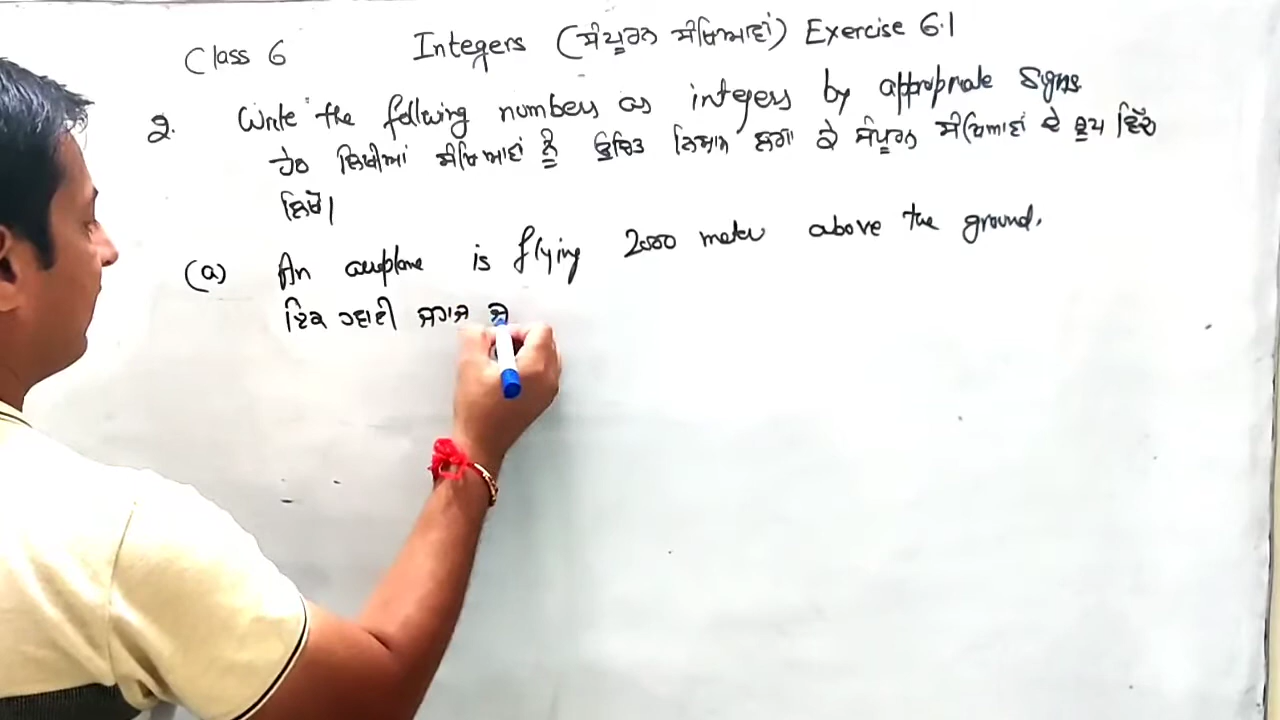 Class 6 Integers (ਸੰਪੂਰਨ ਸੰਖਿਆਵਾਂ) Exercise 6.1
2. Write the following numbers as integers by appropriate Signs.
ਹੇਠ ਲਿਖੀਆਂ ਸੰਖਿਆਵਾਂ ਨੂੰ ਉਚਿਤ ਨਿਸ਼ਾਨ ਲਗਾ ਕੇ ਸੰਪੂਰਨ ਸੰਖਿਆਵਾਂ ਦੇ ਰੂਪ ਵਿੱਚ
ਲਿਖੋ।
(a) An aeroplane is flying 2000 meter above the ground.
ਇੱਕ ਹਵਾਈ ਜਹਾਜ਼